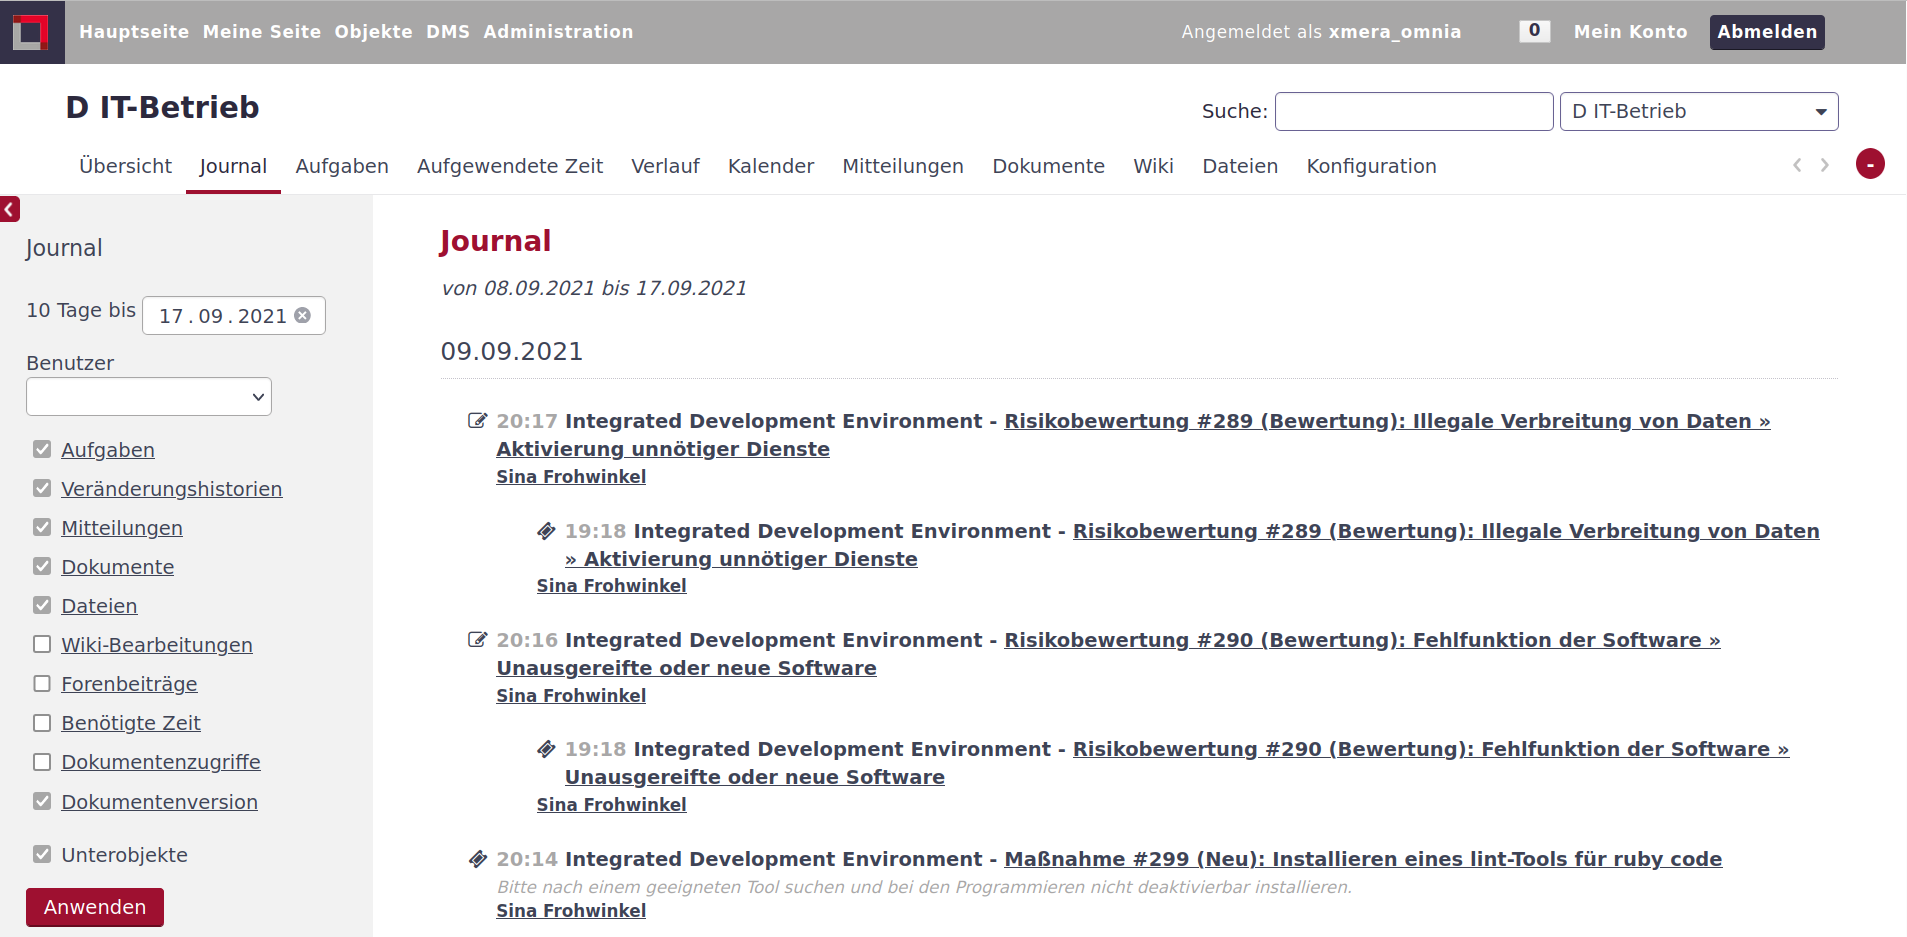 Hauptseite Meine Seite Objekte DMS Administration Angemeldet als xmera_omnia 0 Mein Konto Abmelden
D IT-Betrieb
Suche: D IT-Betrieb
Übersicht Journal Aufgaben Aufgewendete Zeit Verlauf Kalender Mitteilungen Dokumente Wiki Dateien Konfiguration -
Journal
10 Tage bis 17.09.2021
Benutzer
Aufgaben
Veränderungshistorien
Mitteilungen
Dokumente
Dateien
Wiki-Bearbeitungen
Forenbeiträge
Benötigte Zeit
Dokumentenzugriffe
Dokumentenversion
Unterobjekte
Anwenden
Journal
von 08.09.2021 bis 17.09.2021
09.09.2021
20:17 Integrated Development Environment - Risikobewertung #289 (Bewertung): Illegale Verbreitung von Daten »
Aktivierung unnötiger Dienste
Sina Frohwinkel
19:18 Integrated Development Environment - Risikobewertung #289 (Bewertung): Illegale Verbreitung von Daten
» Aktivierung unnötiger Dienste
Sina Frohwinkel
20:16 Integrated Development Environment - Risikobewertung #290 (Bewertung): Fehlfunktion der Software »
Unausgereifte oder neue Software
Sina Frohwinkel
19:18 Integrated Development Environment - Risikobewertung #290 (Bewertung): Fehlfunktion der Software »
Unausgereifte oder neue Software
Sina Frohwinkel
20:14 Integrated Development Environment - Maßnahme #299 (Neu): Installieren eines lint-Tools für ruby code
Bitte nach einem geeigneten Tool suchen und bei den Programmieren nicht deaktivierbar installieren.
Sina Frohwinkel